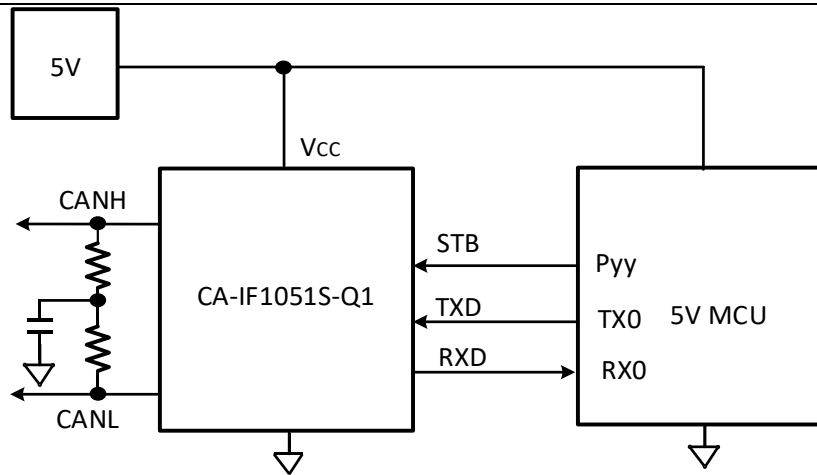 5V
VCC
CANH
STB
Pyy
CA-IF1051S-Q1
TXD
TX0
5V MCU
RXD
RX0
CANL